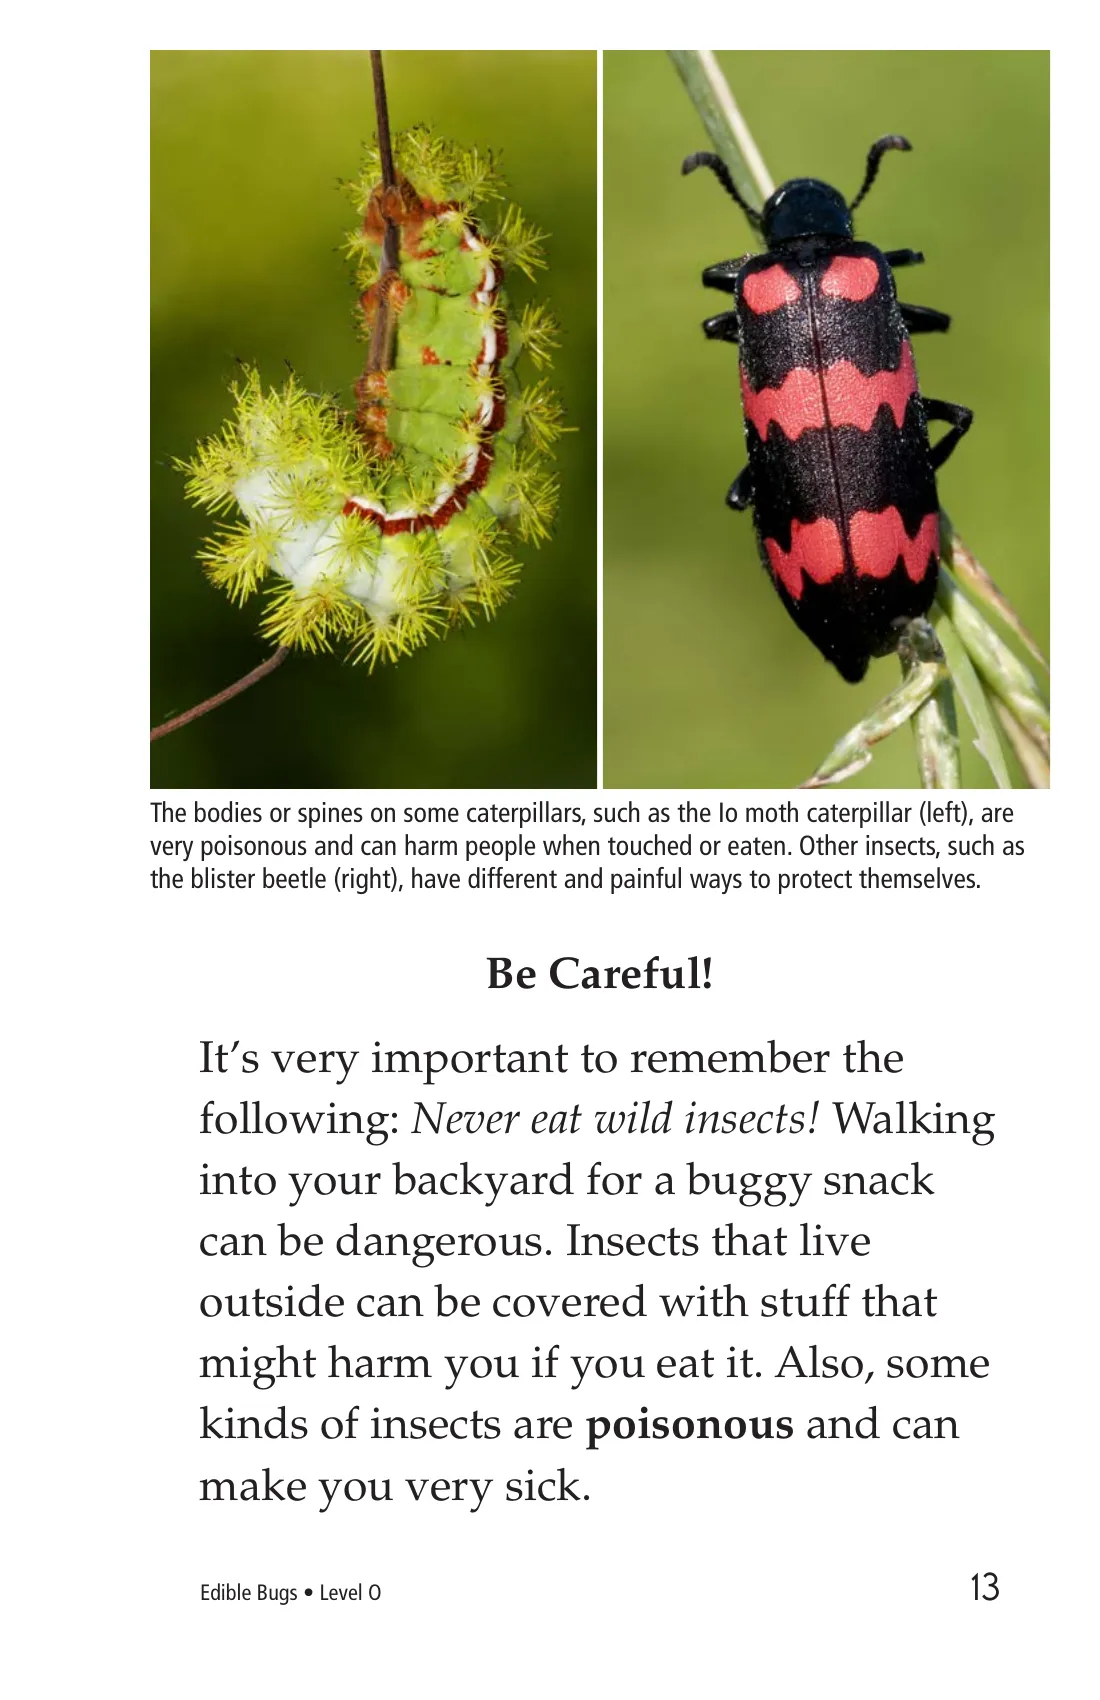 The bodies or spines on some caterpillars, such as the Io moth caterpillar (left), are
very poisonous and can harm people when touched or eaten. Other insects, such as
the blister beetle (right), have different and painful ways to protect themselves.
Be Careful!
It’s very important to remember the
following: Never eat wild insects! Walking
into your backyard for a buggy snack
can be dangerous. Insects that live
outside can be covered with stuff that
might harm you if you eat it. Also, some
kinds of insects are poisonous and can
make you very sick.
Edible Bugs • Level O
13